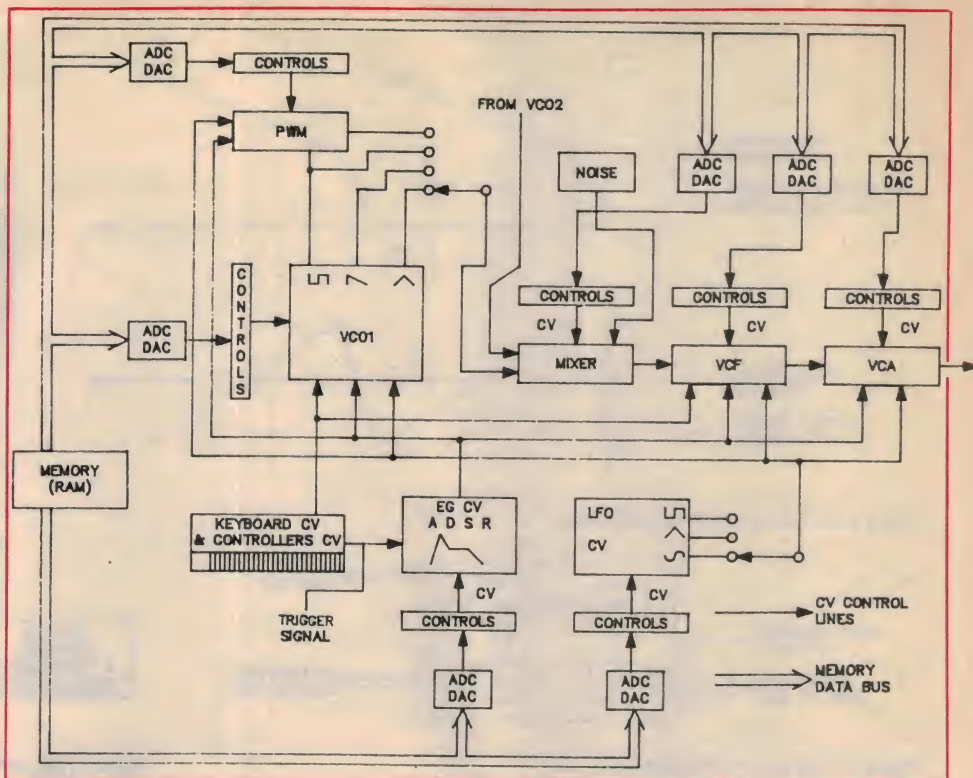 ADC
DAC
CONTROLS
PWM
FROM VCO2
NOISE
ADC
DAC
ADC
DAC
ADC
DAC
CONTROLS
VCO1
ADC
DAC
CONTROLS
CV
MIXER
CONTROLS
CV
VCF
CONTROLS
CV
VCA
MEMORY
(RAM)
KEYBOARD CV
& CONTROLLERS CV
TRIGGER
SIGNAL
EG CV
A D S R
CV
CONTROLS
ADC
DAC
LFO
CV
CV
CONTROLS
ADC
DAC
CV CONTROL
LINES
MEMORY
DATA BUS